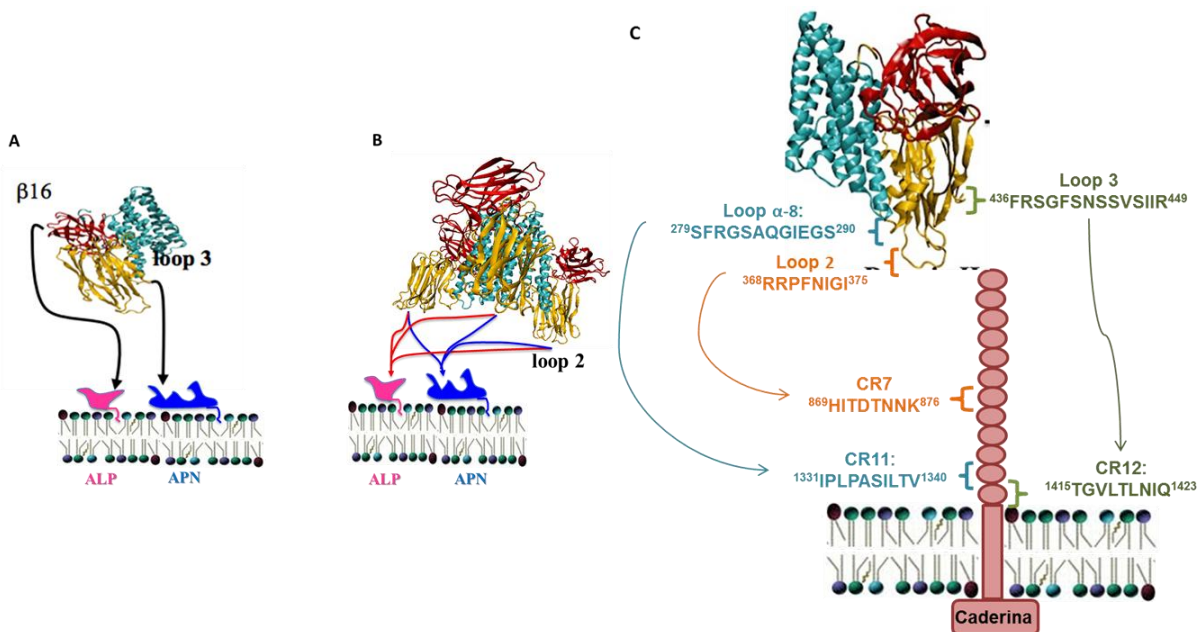 A
β16
loop 3
ALP
APN
B
loop 2
ALP
APN
C
Loop 3
436FRSGFSNSSVSIIR449
Loop α-8:
279SFRGSAQGIEGS290
Loop 2
368RRPFNIGI375
CR7
869HITDTNNK876
CR11:
1331IPLPASILTV1340
CR12:
1415TGVLTLNIQ1423
Caderina